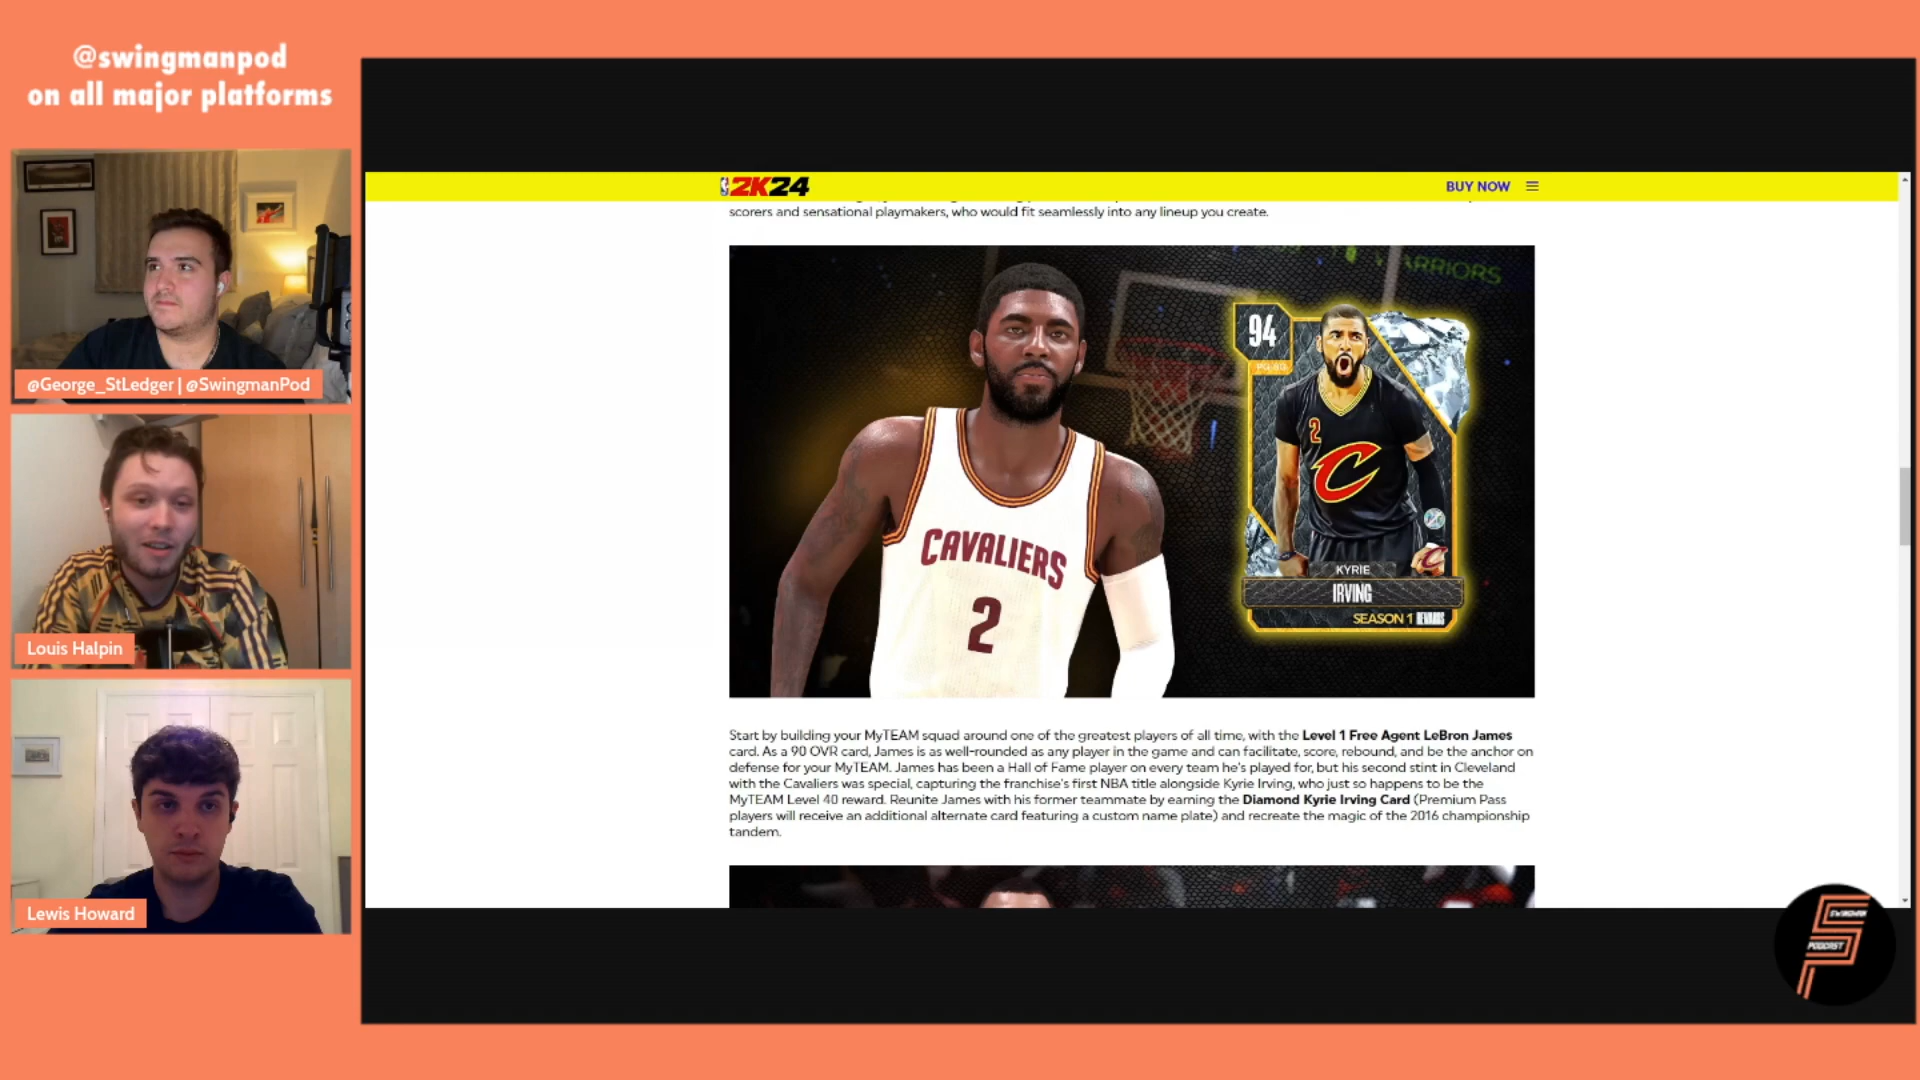 @swingmanpod
on all major platforms
@George_StLedger | @SwingmanPod
Louis Halpin
Lewis Howard
2K24
BUY NOW
scorers and sensational playmakers, who would fit seamlessly into any lineup you create.
WARRIORS
94
PG/SG
2
CAVALIERS
2
KYRIE
IRVING
SEASON 1 REWARDS
Start by building your MyTEAM squad around one of the greatest players of all time, with the Level 1 Free Agent LeBron James
card. As a 90 OVR card, James is as well-rounded as any player in the game and can facilitate, score, rebound, and be the anchor on
defense for your MyTEAM. James has been a Hall of Fame player on every team he's played for, but his second stint in Cleveland
with the Cavaliers was special, capturing the franchise's first NBA title alongside Kyrie Irving, who just so happens to be the
MyTEAM Level 40 reward. Reunite James with his former teammate by earning the Diamond Kyrie Irving Card (Premium Pass
players will receive an additional alternate card featuring a custom name plate) and recreate the magic of the 2016 championship
tandem.
SWINGMAN
PODCAST